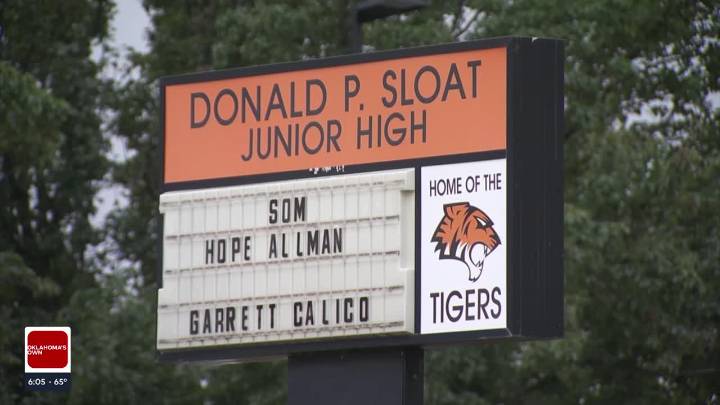 DONALD P. SLOAT
JUNIOR HIGH
SOM
HOPE ALLMAN
GARRETT CALICO
HOME OF THE
TIGERS
OKLAHOMA'S
OWN
6:05 · 65°